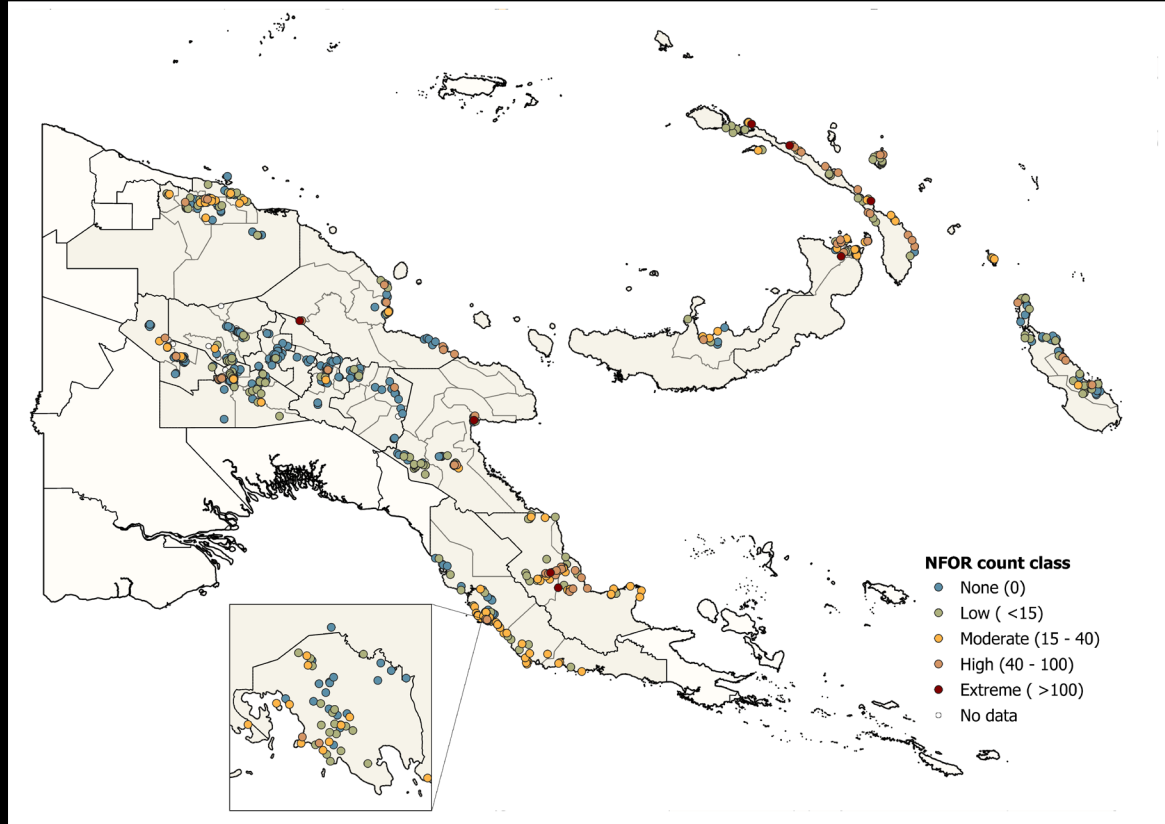 NFOR count class
None (0)
Low ( <15)
Moderate (15 - 40)
High (40 - 100)
Extreme ( >100)
No data